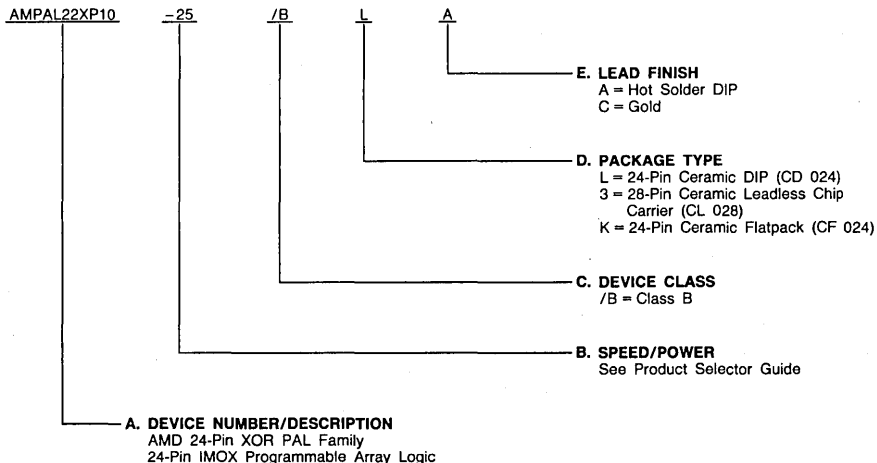 AMPAL22XP10 -25 /B L A
E. LEAD FINISH
A = Hot Solder DIP
C = Gold
D. PACKAGE TYPE
L = 24-Pin Ceramic DIP (CD 024)
3 = 28-Pin Ceramic Leadless Chip
Carrier (CL 028)
K = 24-Pin Ceramic Flatpack (CF 024)
C. DEVICE CLASS
/B = Class B
B. SPEED/POWER
See Product Selector Guide
A. DEVICE NUMBER/DESCRIPTION
AMD 24-Pin XOR PAL Family
24-Pin IMOX Programmable Array Logic